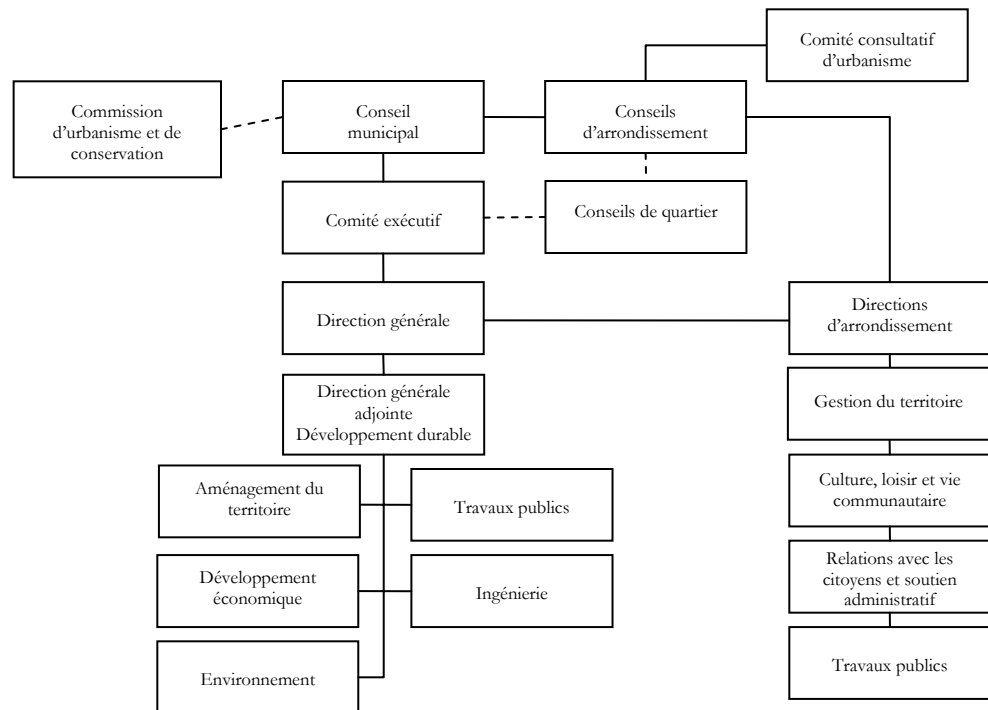 Comité consultatif
d'urbanisme
Commission
d'urbanisme et de
conservation
Conseil
municipal
Conseils
d'arrondissement
Comité exécutif
Conseils de quartier
Direction générale
Directions
d'arrondissement
Direction générale
adjointe
Développement durable
Gestion du territoire
Aménagement du
territoire
Travaux publics
Culture, loisir et vie
communautaire
Développement
économique
Ingénierie
Relations avec les
citoyens et soutien
administratif
Environnement
Travaux publics